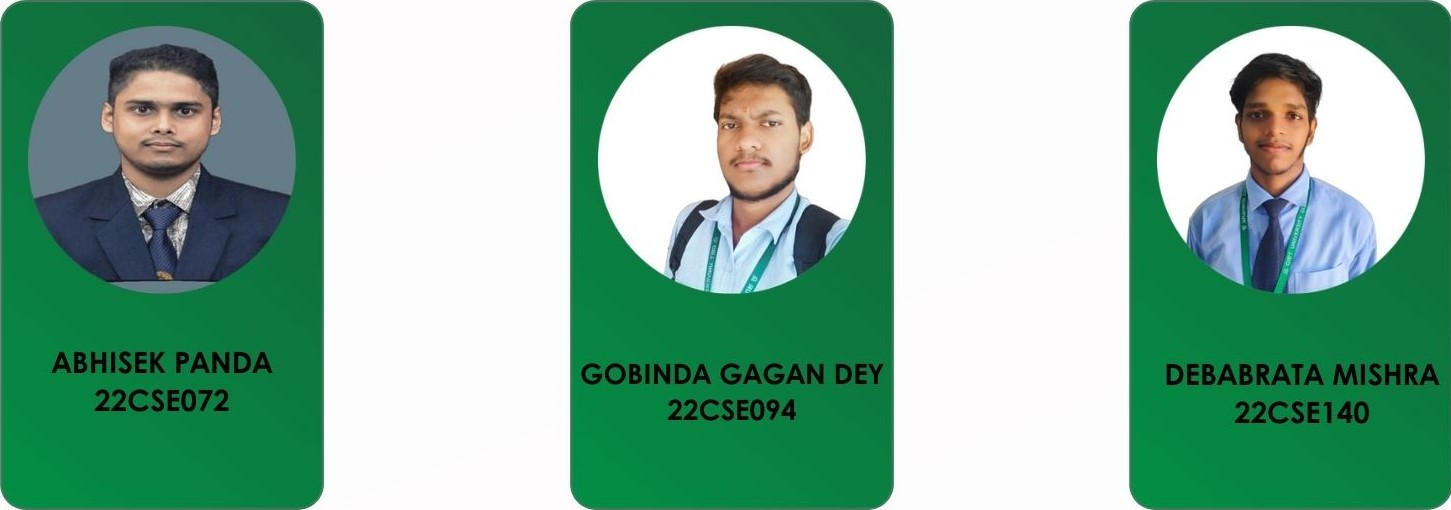 ABHISEK PANDA
22CSE072
GOBINDA GAGAN DEY
22CSE094
DEBABRATA MISHRA
22CSE140